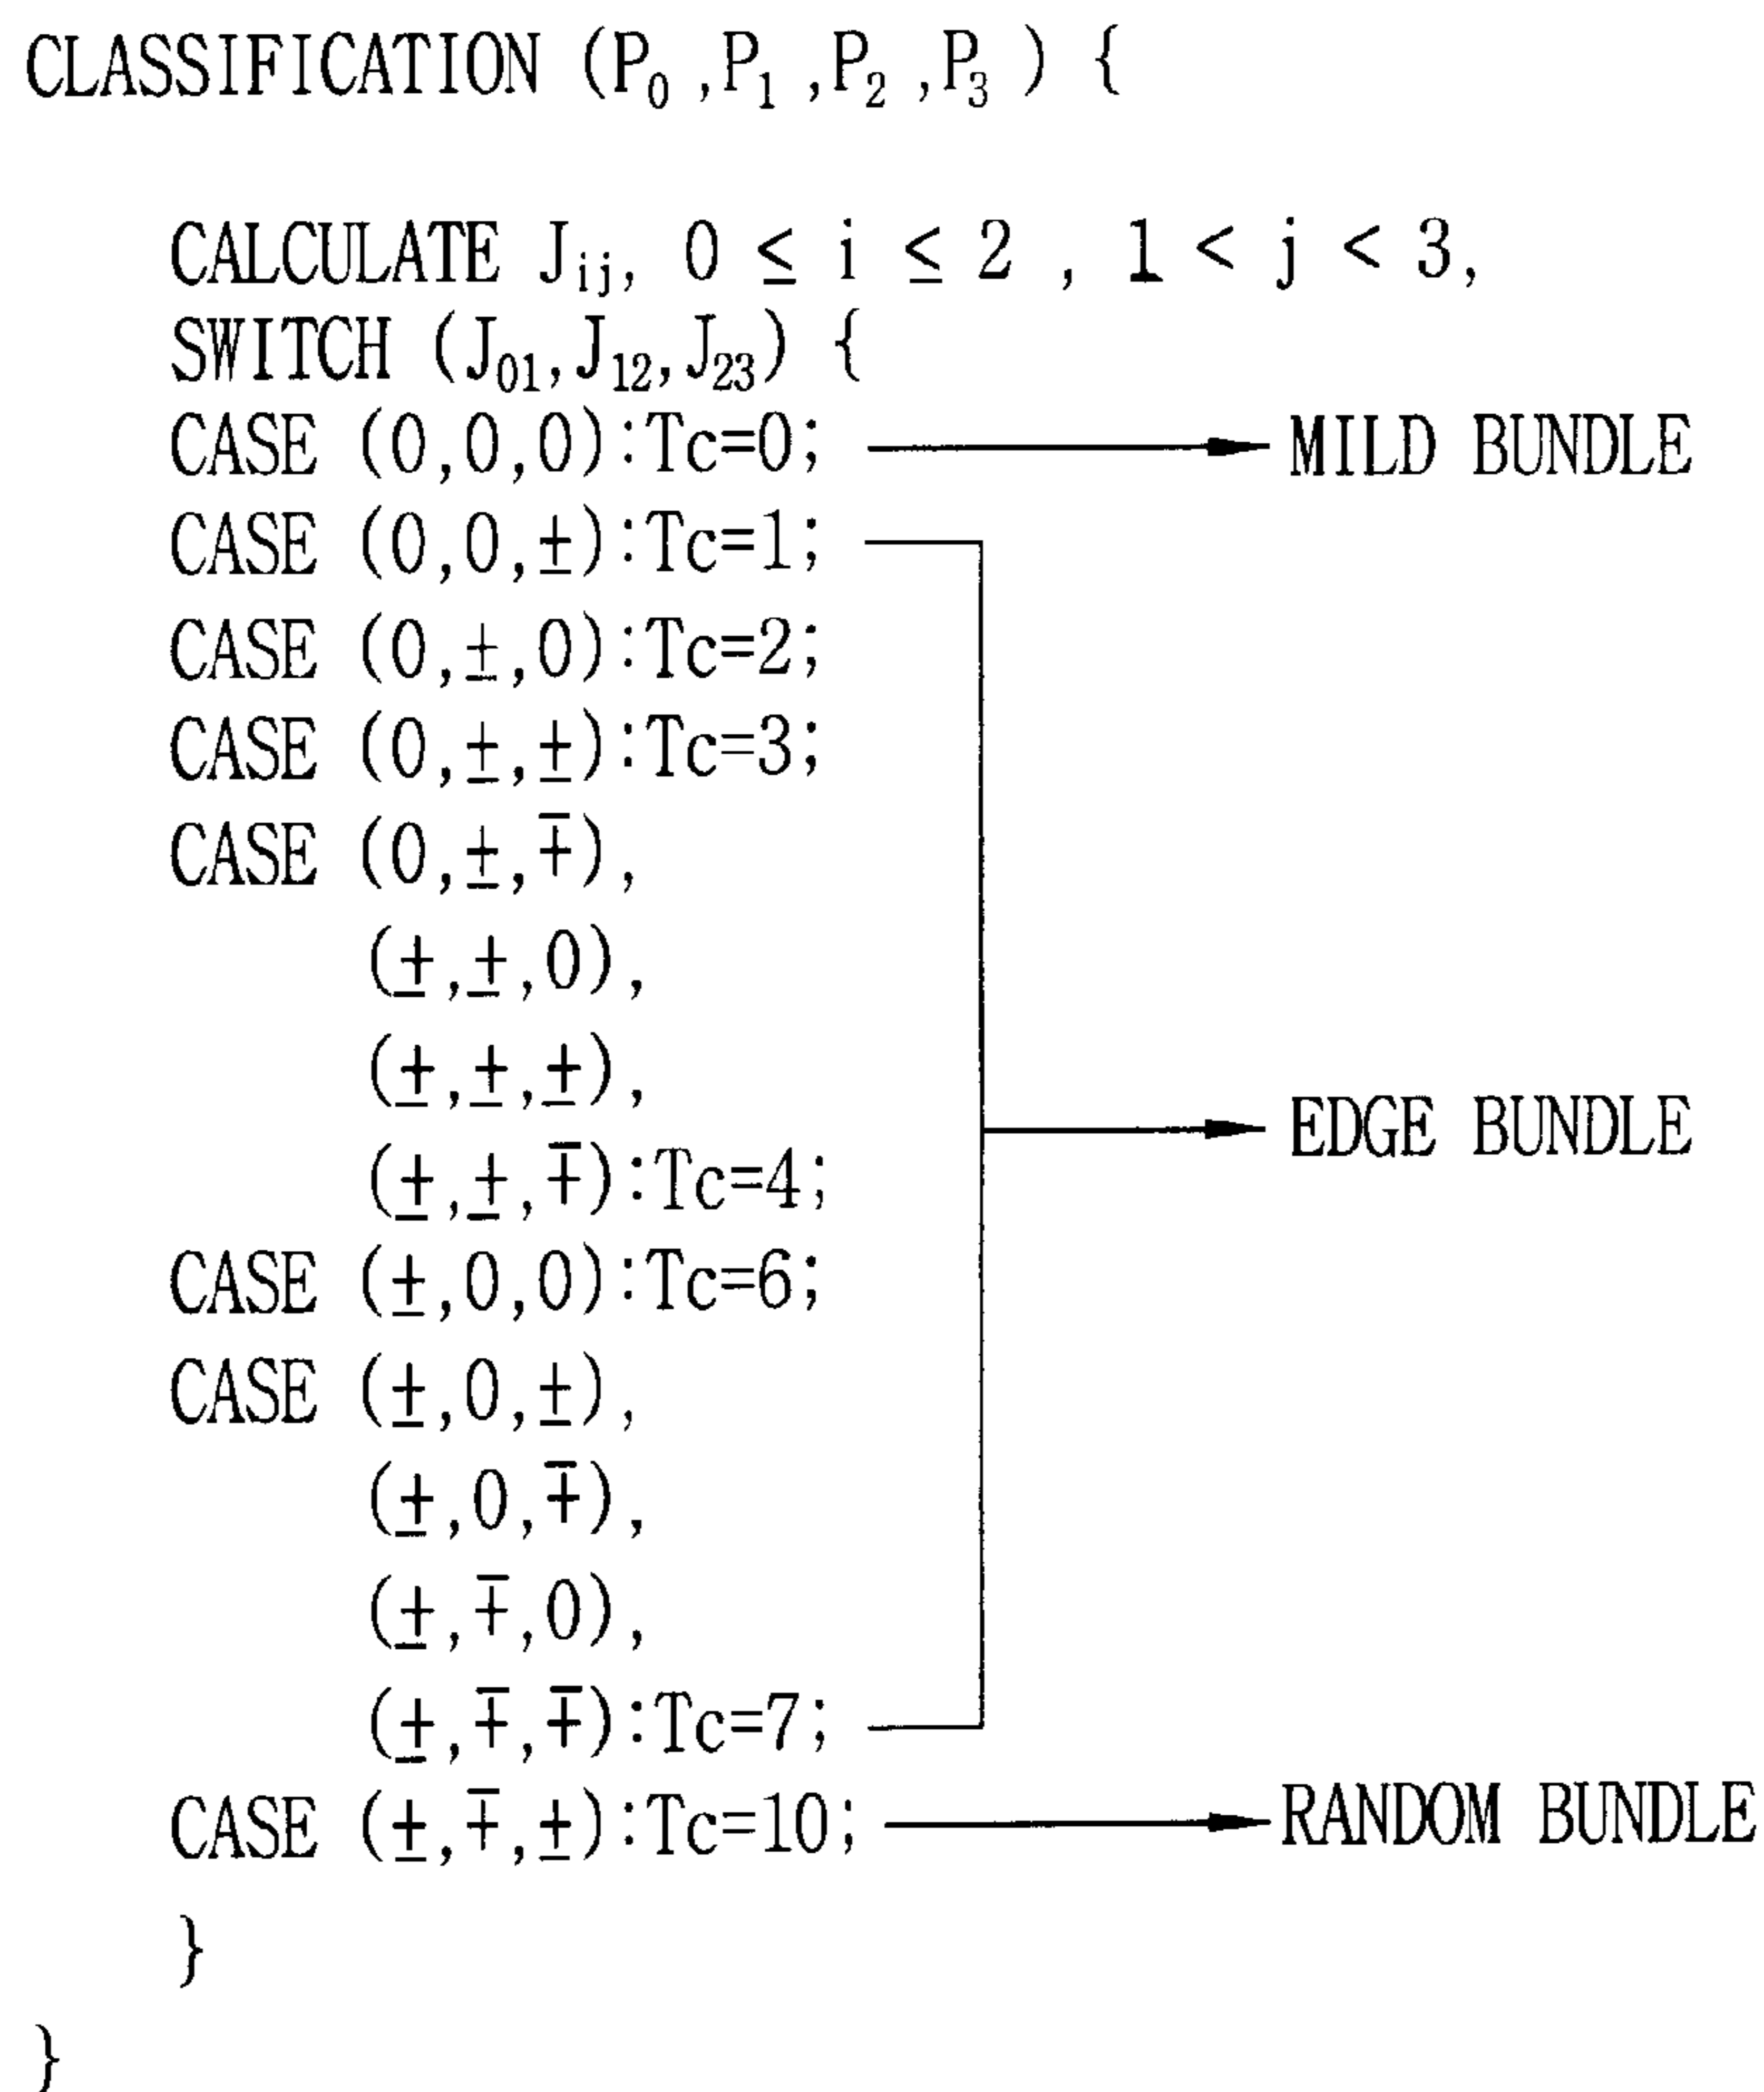 CLASSIFICATION (P₀ ,P₁ ,P₂ ,P₃ ) {
CALCULATE Jᵢⱼ, 0 ≤ i ≤ 2 , 1 < j < 3,
SWITCH (J₀₁,J₁₂,J₂₃) {
CASE (0,0,0):Tc=0; MILD BUNDLE
CASE (0,0,±):Tc=1;
CASE (0,±,0):Tc=2;
CASE (0,±,±):Tc=3;
CASE (0,±,∓),
(±,±,0),
(±,±,±),
EDGE BUNDLE
(±,±,∓):Tc=4;
CASE (±,0,0):Tc=6;
CASE (±,0,±),
(±,0,∓),
(±,∓,0),
(±,∓,∓):Tc=7;
CASE (±,∓,±):Tc=10; RANDOM BUNDLE
}
}